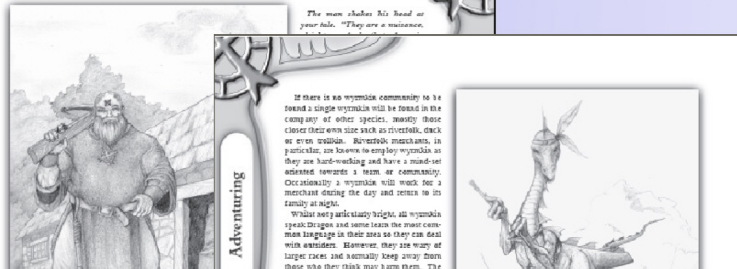 The man shakes his head at
your tale. "They are a nuisance,
If there is no wyrmkin community to be
found a single wyrmkin will be found in the
company of other species, mostly those
closer their own size such as riverfolk, duck
or even trollkin. Riverfolk merchants, in
particular, are known to employ wyrmkin as
they are hard-working and have a mind-set
oriented towards a team or community.
Occasionally a wyrmkin will work for a
merchant during the day and return to its
family at night.
Whilst not particularly bright, all wyrmkin
speak Dragon and some learn the most com-
mon language in their area so they can deal
with outsiders. However, they are wary of
larger races and normally keep away from
those who they think may harm them. The
Adventuring